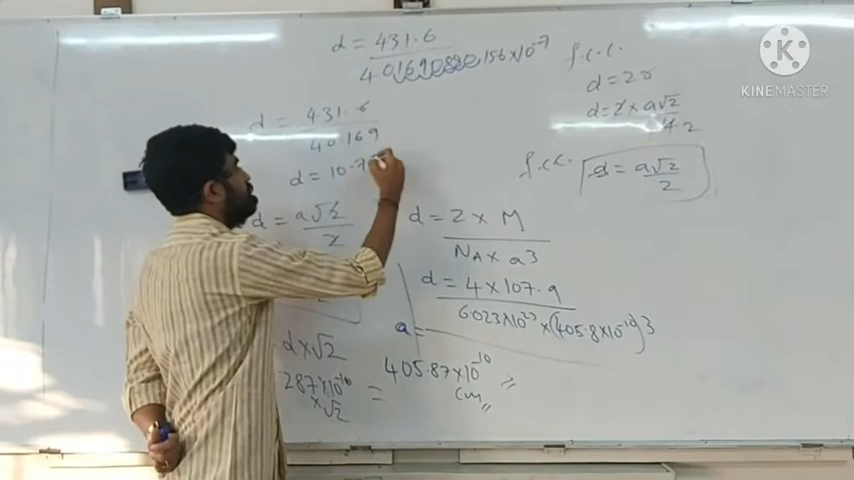 d = 431.6
156×10⁻⁷
f.c.c.
d = 2r
d = 2 × a√2
4 2
KINEMASTER
d = 431.6
40.169
d = 10.7
f.c.c. d = a√2
2
d = a√2
2
d = Z × M
N_A × a3
d = 4 × 107.9
6.023×10²³ × (405.8×10⁻¹⁰)3
a =
d×√2
287×10⁻¹⁰
×√2
= 405.87×10⁻¹⁰
cm =